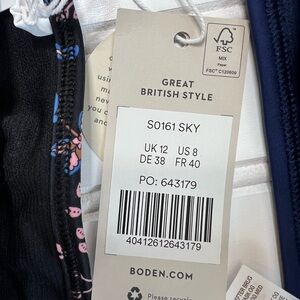 FSC
MIX
Paper
FSC® C120609
GREAT
BRITISH STYLE
S0161 SKY
UK 12 US 8
DE 38 FR 40
PO: 643179
40412612643179
BODEN.COM
Please recycle